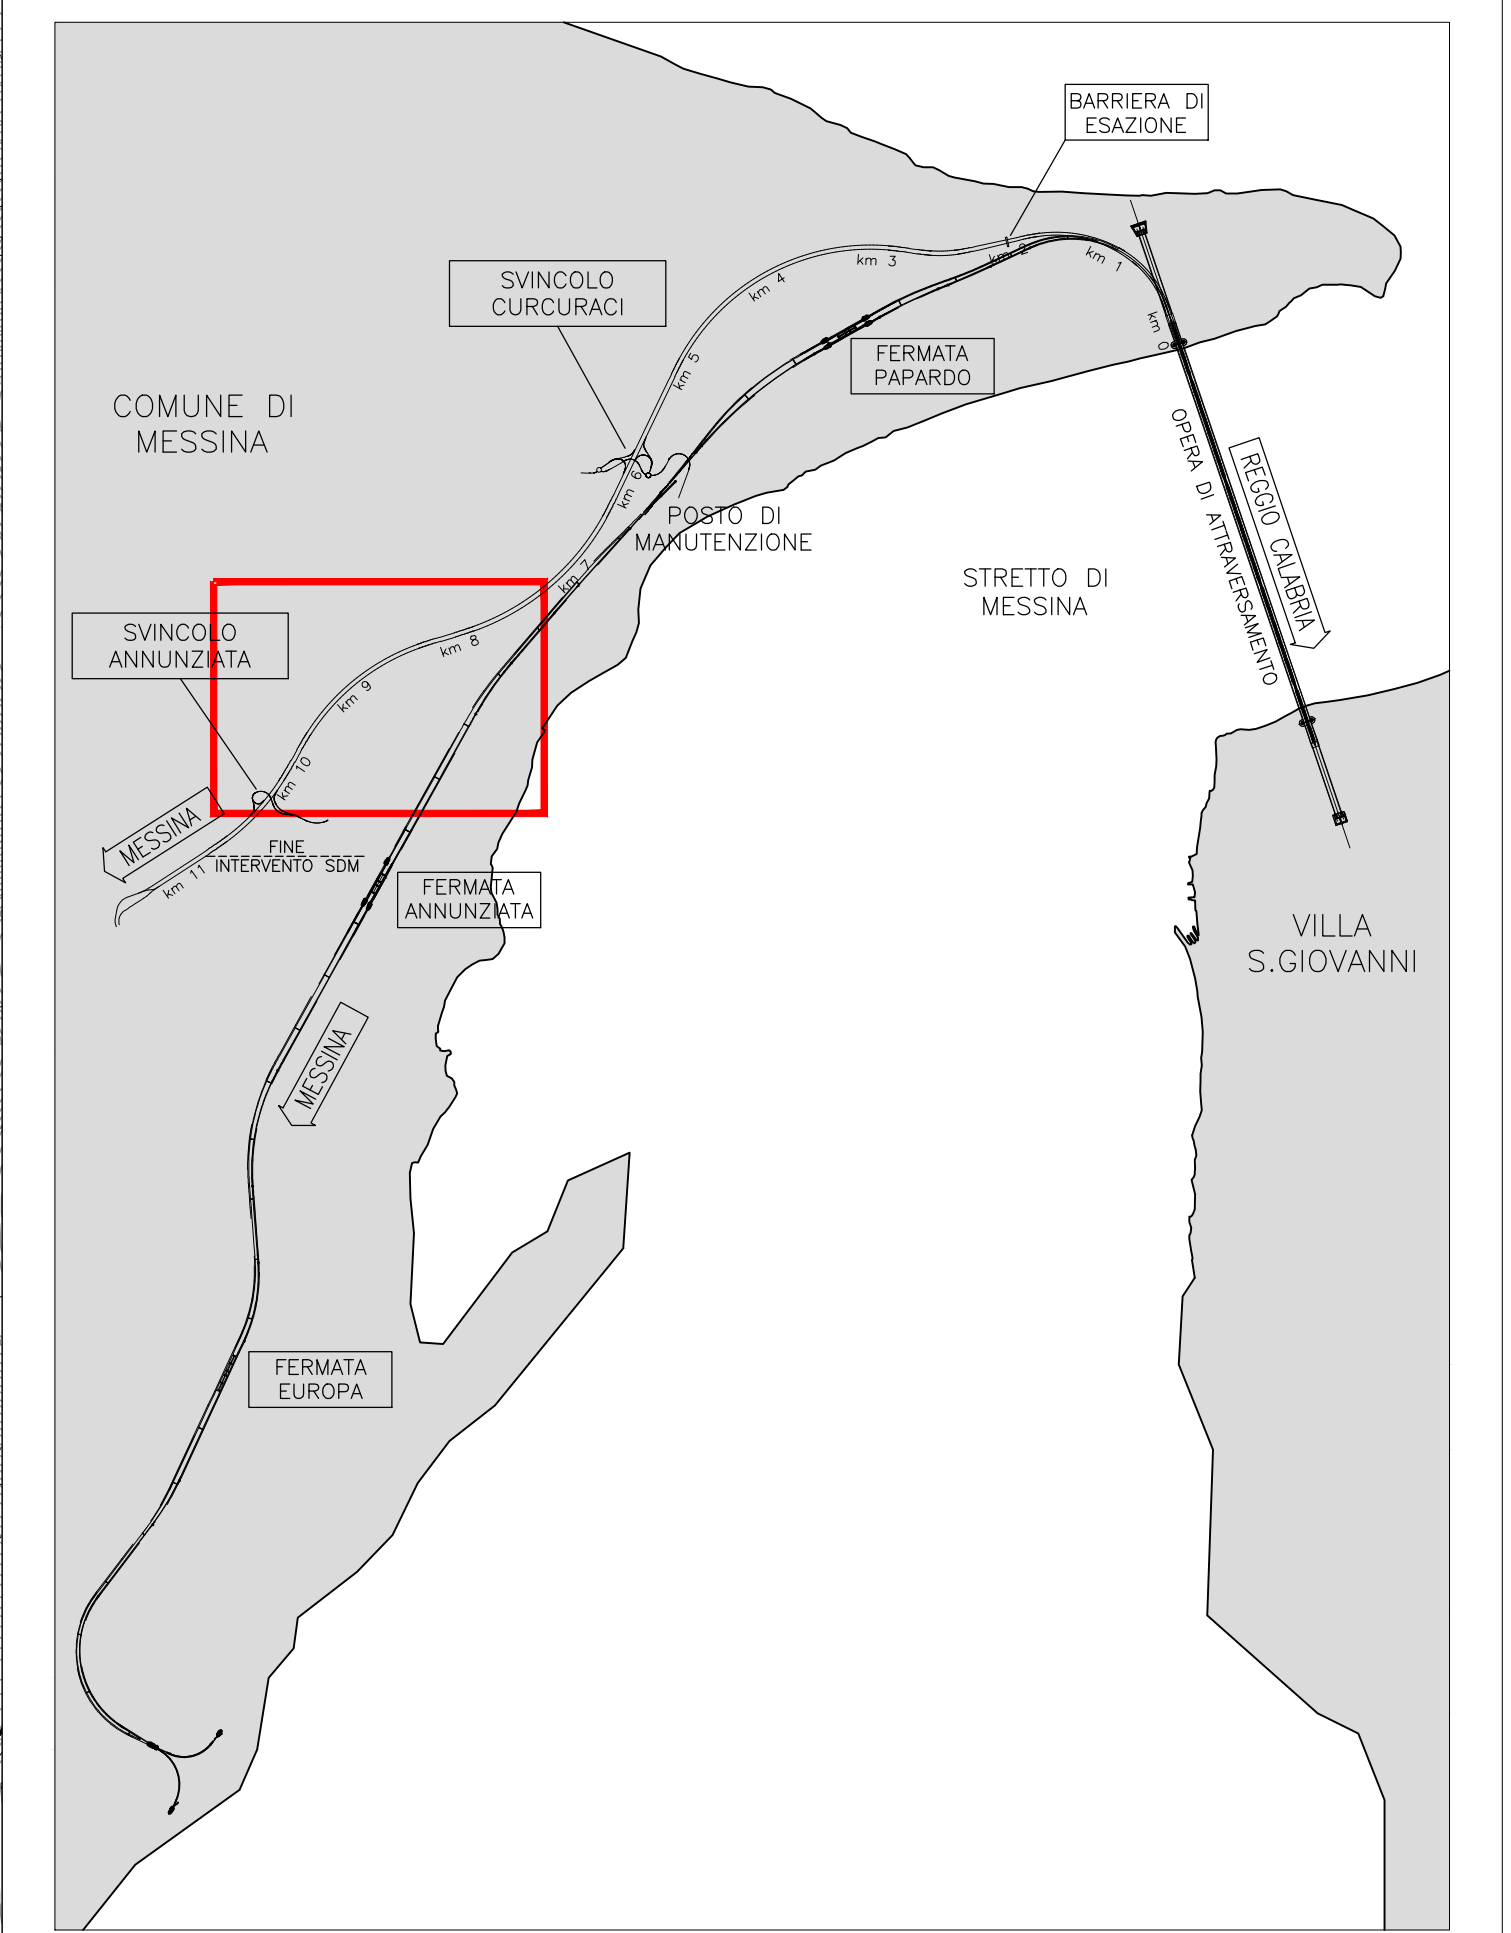 BARRIERA DI
ESAZIONE
SVINCOLO
CURCURACI
km 4
km 3
km 2
km 1
km 0
km 5
FERMATA
PAPARDO
COMUNE DI
MESSINA
km 6
POSTO DI
MANUTENZIONE
OPERA DI ATTRAVERSAMENTO
REGGIO CALABRIA
STRETTO DI
MESSINA
km 7
SVINCOLO
ANNUNZIATA
km 8
km 9
km 10
MESSINA
FINE
INTERVENTO SDM
km 11
FERMATA
ANNUNZIATA
VILLA
S.GIOVANNI
MESSINA
FERMATA
EUROPA